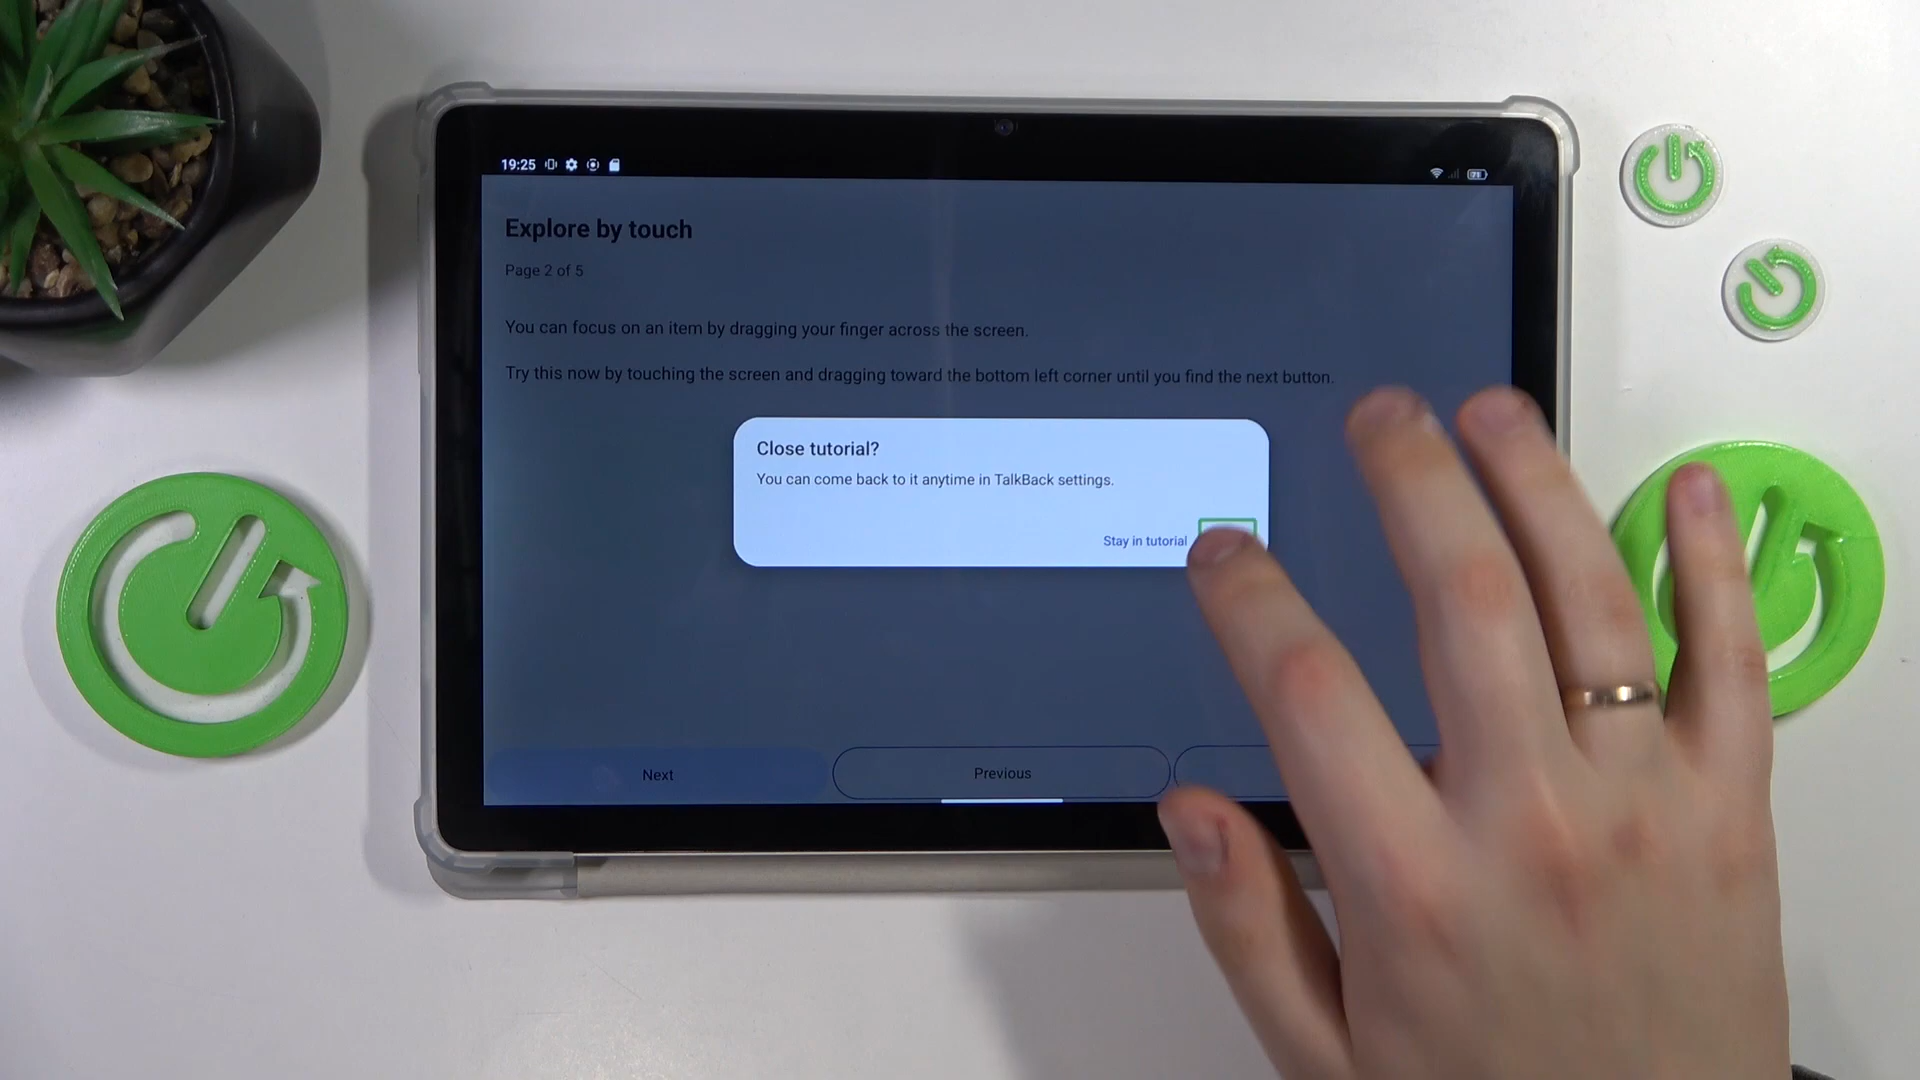 19:25
71
Explore by touch
Page 2 of 5
You can focus on an item by dragging your finger across the screen.
Try this now by touching the screen and dragging toward the bottom left corner until you find the next button.
Close tutorial?
You can come back to it anytime in TalkBack settings.
Stay in tutorial
Next
Previous